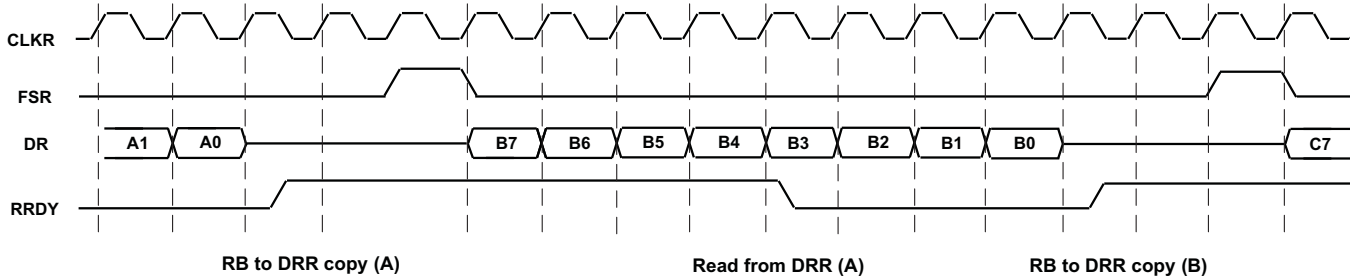 CLKR
FSR
DR A1 A0 B7 B6 B5 B4 B3 B2 B1 B0 C7
RRDY
RB to DRR copy (A) Read from DRR (A) RB to DRR copy (B)